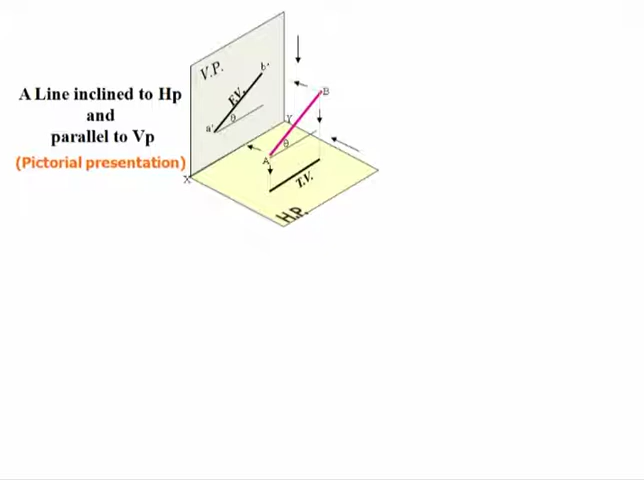 A Line inclined to Hp
and
parallel to Vp
(Pictorial presentation)
V.P.
b'
F.V.
a'
θ
B
Y
θ
A
T.V.
X
H.P.